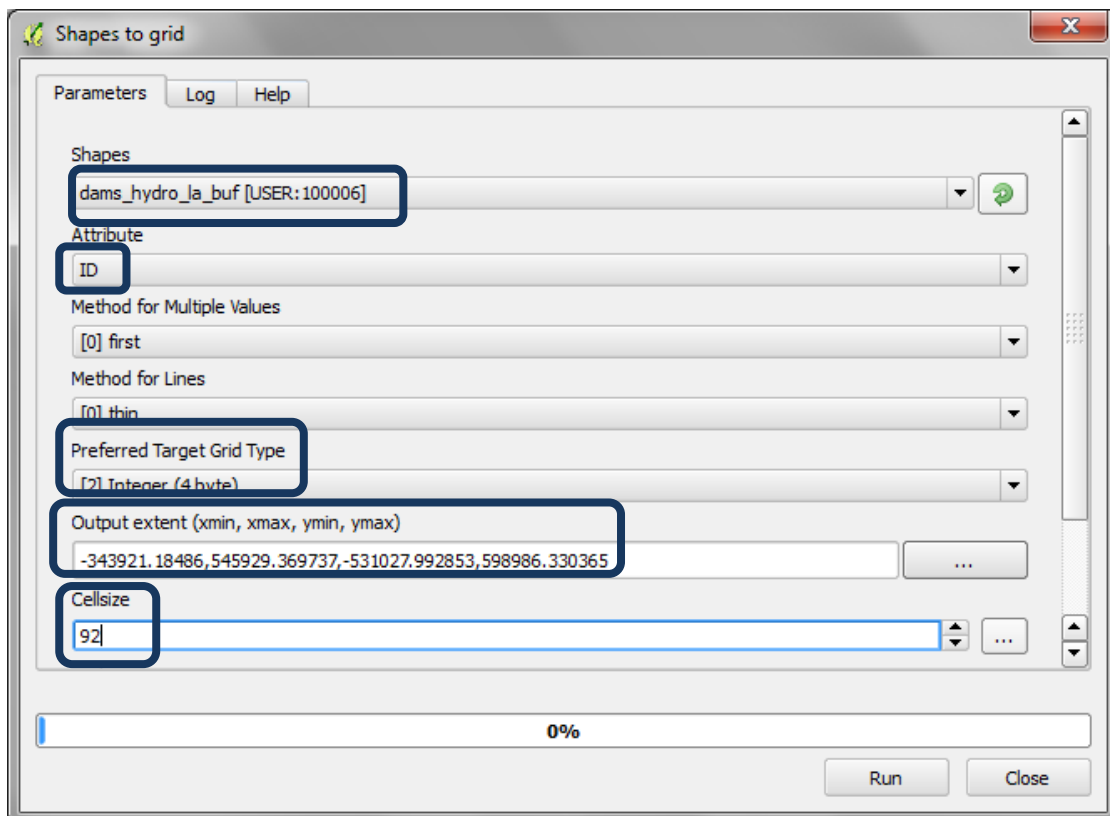 Shapes to grid
Parameters Log Help
Shapes
dams_hydro_la_buf [USER:100006]
Attribute
ID
Method for Multiple Values
[0] first
Method for Lines
[0] thin
Preferred Target Grid Type
[2] Integer (4 byte)
Output extent (xmin, xmax, ymin, ymax)
-343921.18486,545929.369737,-531027.992853,598986.330365
...
Cellsize
92
...
0%
Run Close